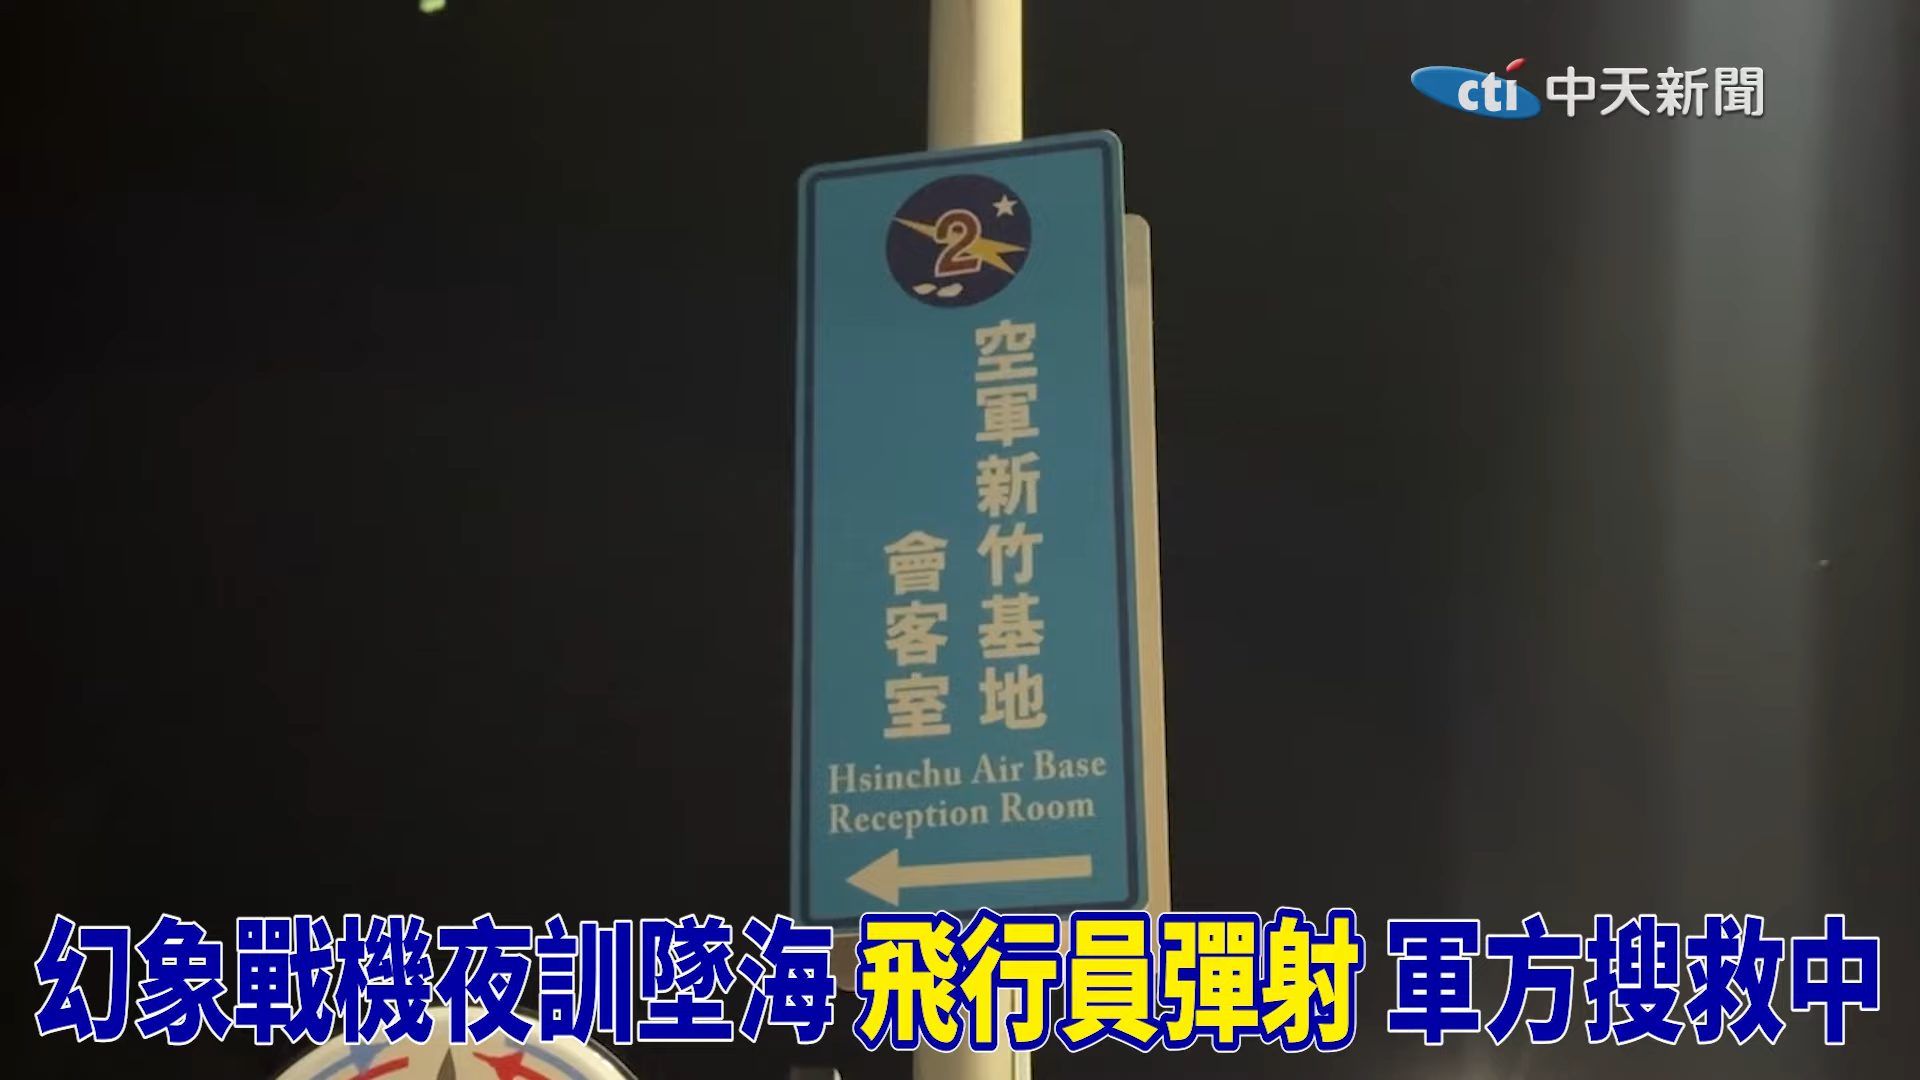 cti 中天新聞
2
空軍新竹基地
會客室
Hsinchu Air Base
Reception Room
幻象戰機夜訓墜海 飛行員彈射 軍方搜救中